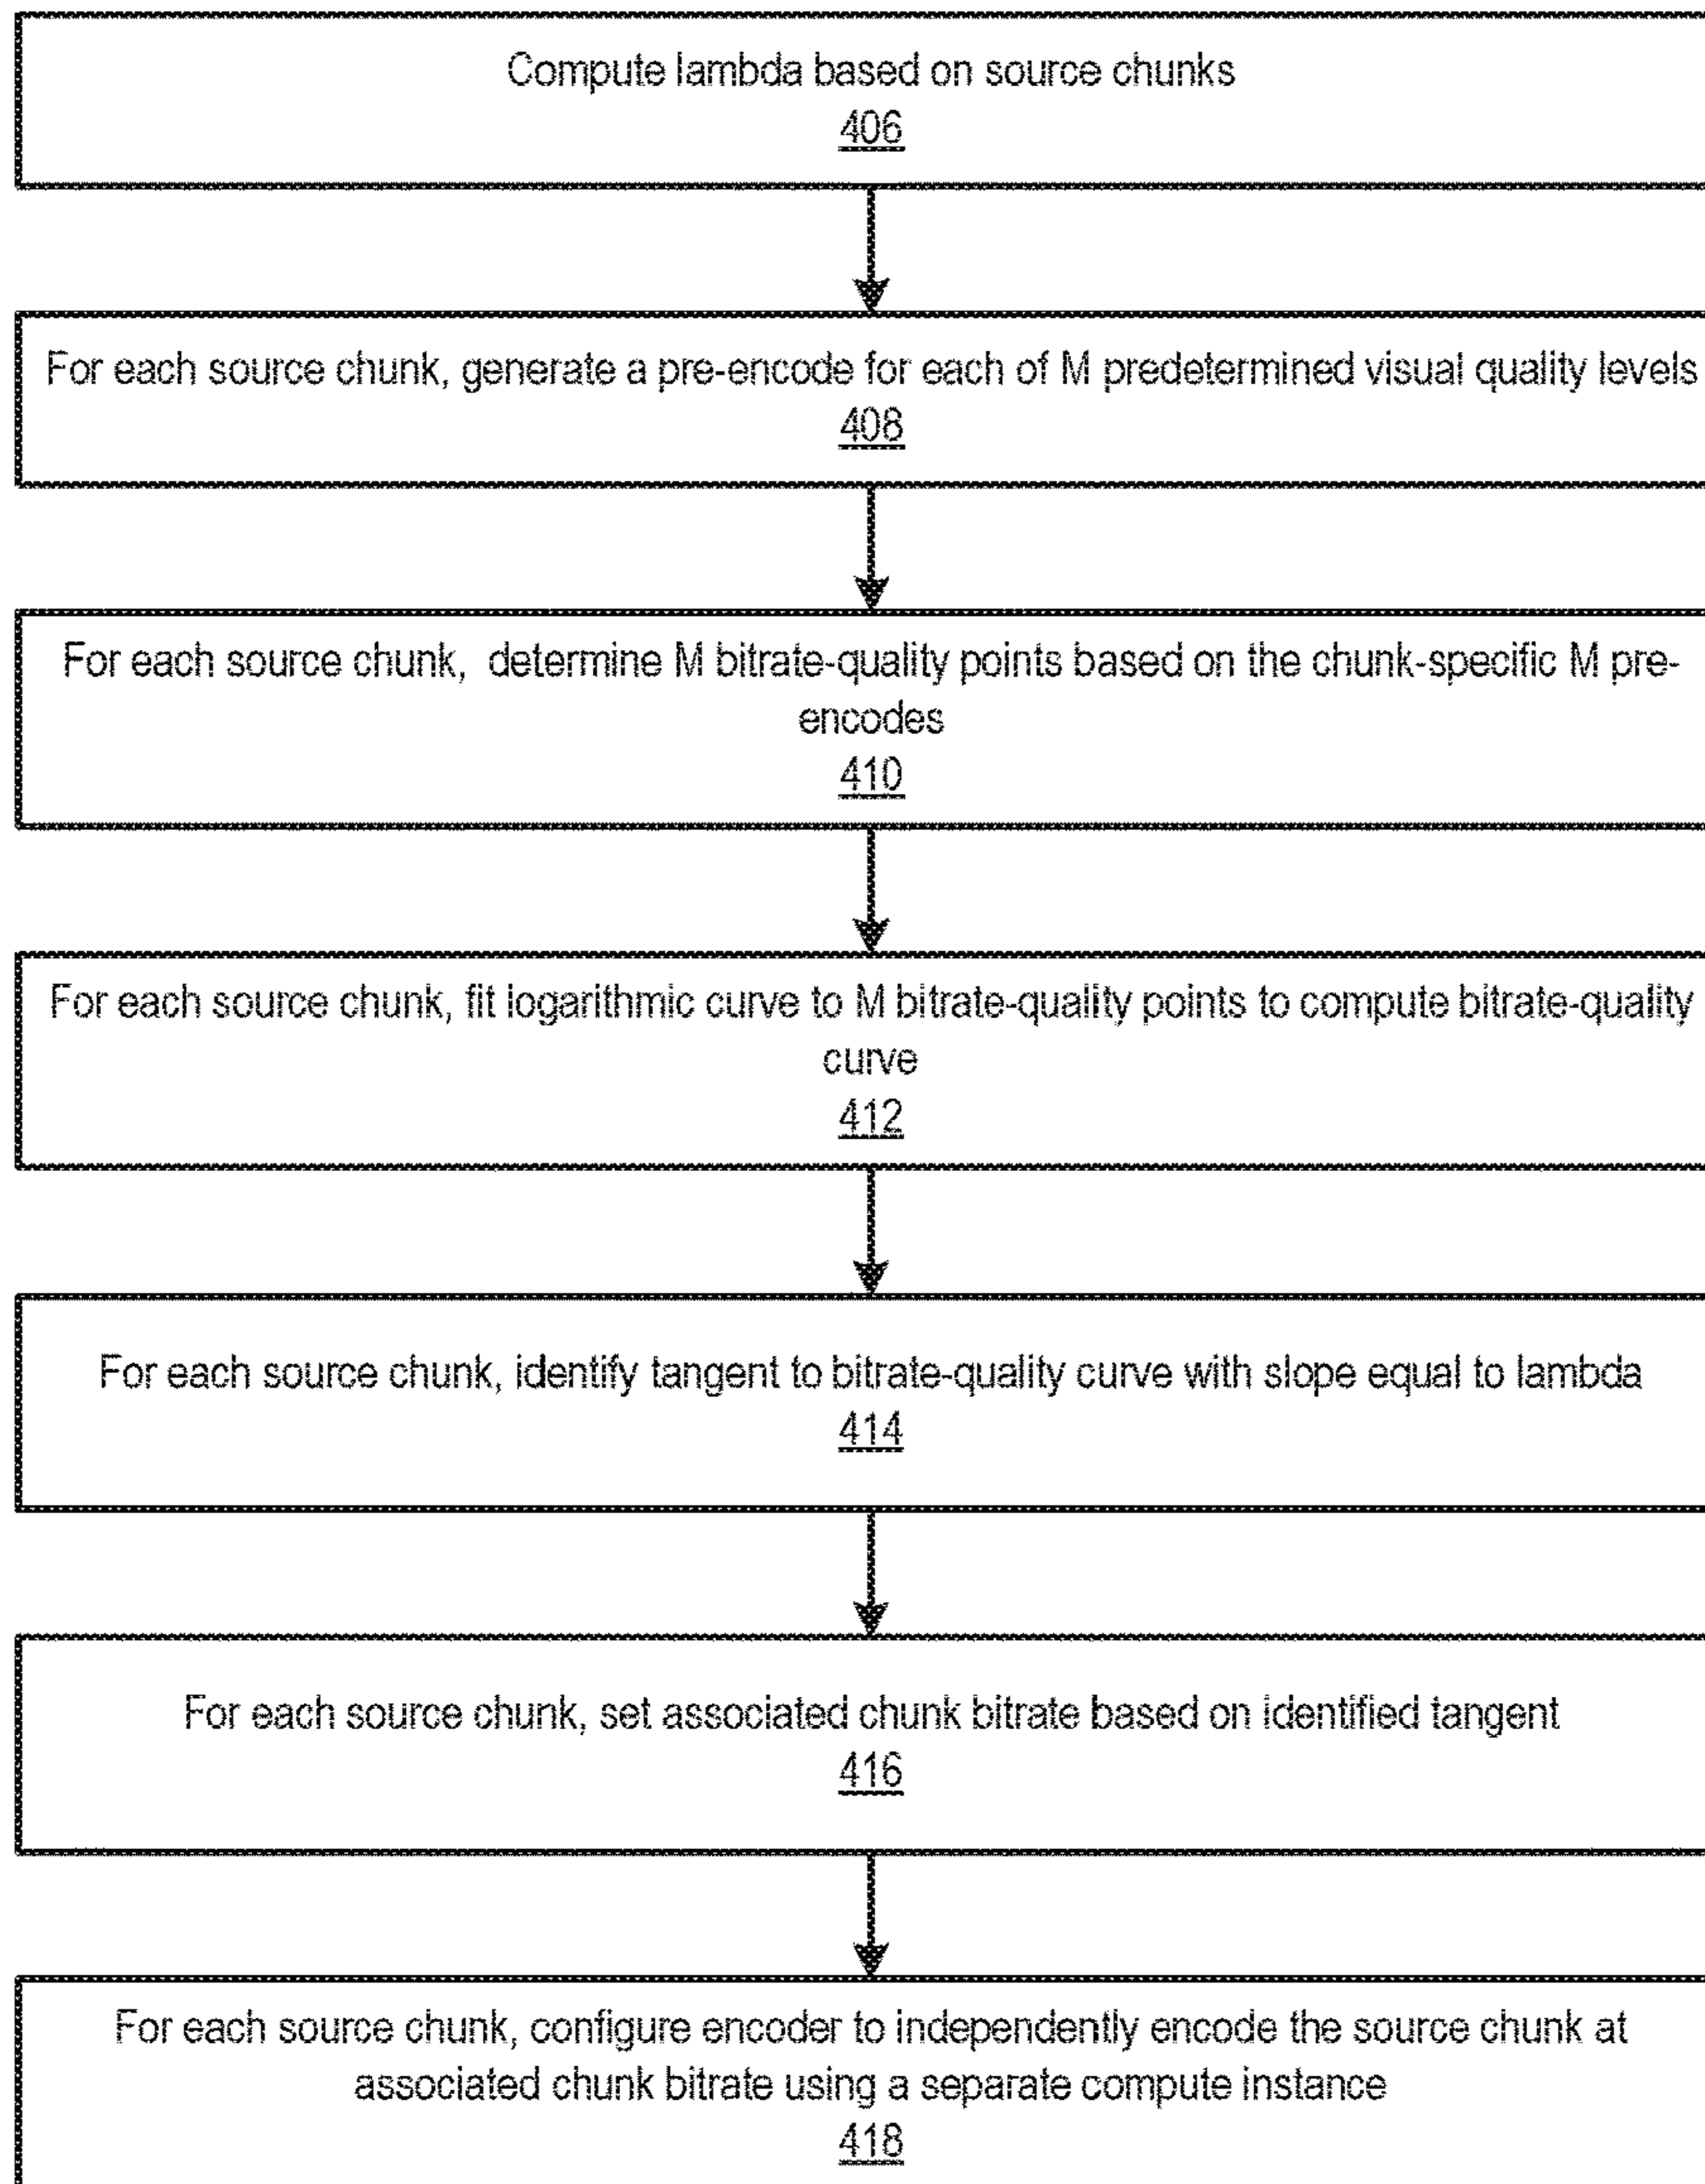 Compute lambda based on source chunks
406
For each source chunk, generate a pre-encode for each of M predetermined visual quality levels
408
For each source chunk, determine M bitrate-quality points based on the chunk-specific M pre-
encodes
410
For each source chunk, fit logarithmic curve to M bitrate-quality points to compute bitrate-quality
curve
412
For each source chunk, identify tangent to bitrate-quality curve with slope equal to lambda
414
For each source chunk, set associated chunk bitrate based on identified tangent
416
For each source chunk, configure encoder to independently encode the source chunk at
associated chunk bitrate using a separate compute instance
418